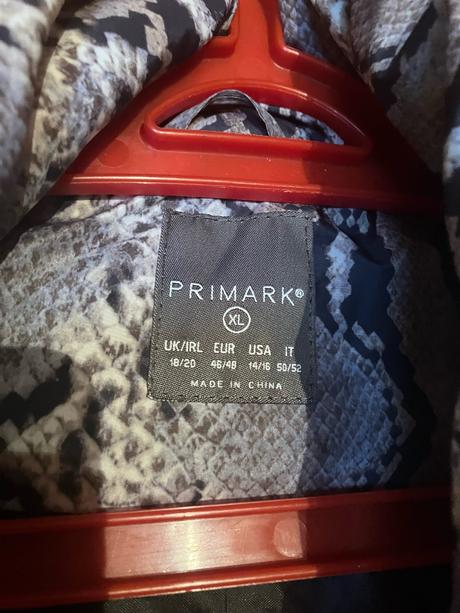 PRIMARK®
XL
UK/IRL EUR USA IT
18/20 46/48 14/16 50/52
MADE IN CHINA